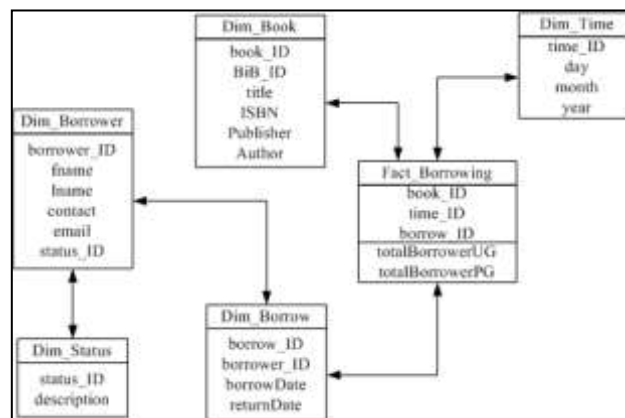 Dim_Book
book_ID
BiB_ID
title
ISBN
Publisher
Author
Dim_Time
time_ID
day
month
year
Dim_Borrower
borrower_ID
fname
lname
contact
email
status_ID
Fact_Borrowing
book_ID
time_ID
borrow_ID
totalBorrowerUG
totalBorrowerPG
Dim_Status
status_ID
description
Dim_Borrow
borrow_ID
borrower_ID
borrowDate
returnDate